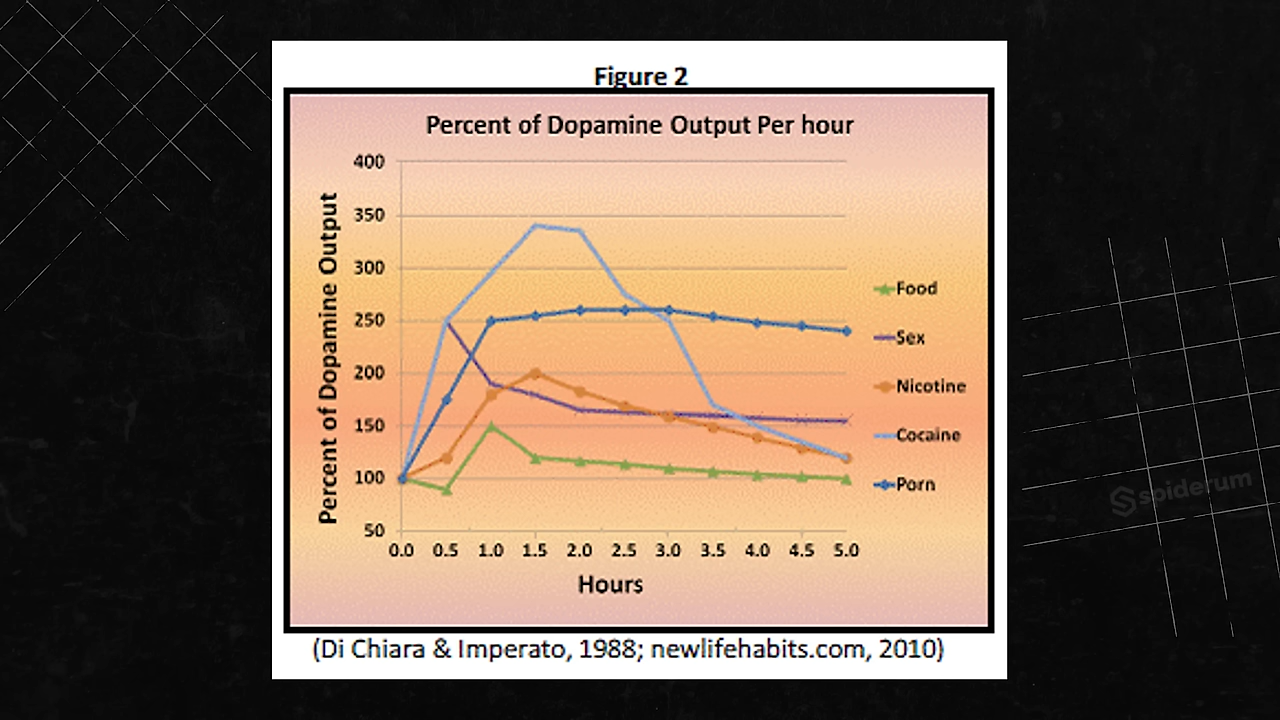 Figure 2
Percent of Dopamine Output Per hour
Percent of Dopamine Output
400
350
300
250
200
150
100
50
0.0 0.5 1.0 1.5 2.0 2.5 3.0 3.5 4.0 4.5 5.0
Hours
Food
Sex
Nicotine
Cocaine
Porn
(Di Chiara & Imperato, 1988; newlifehabits.com, 2010)
spiderum